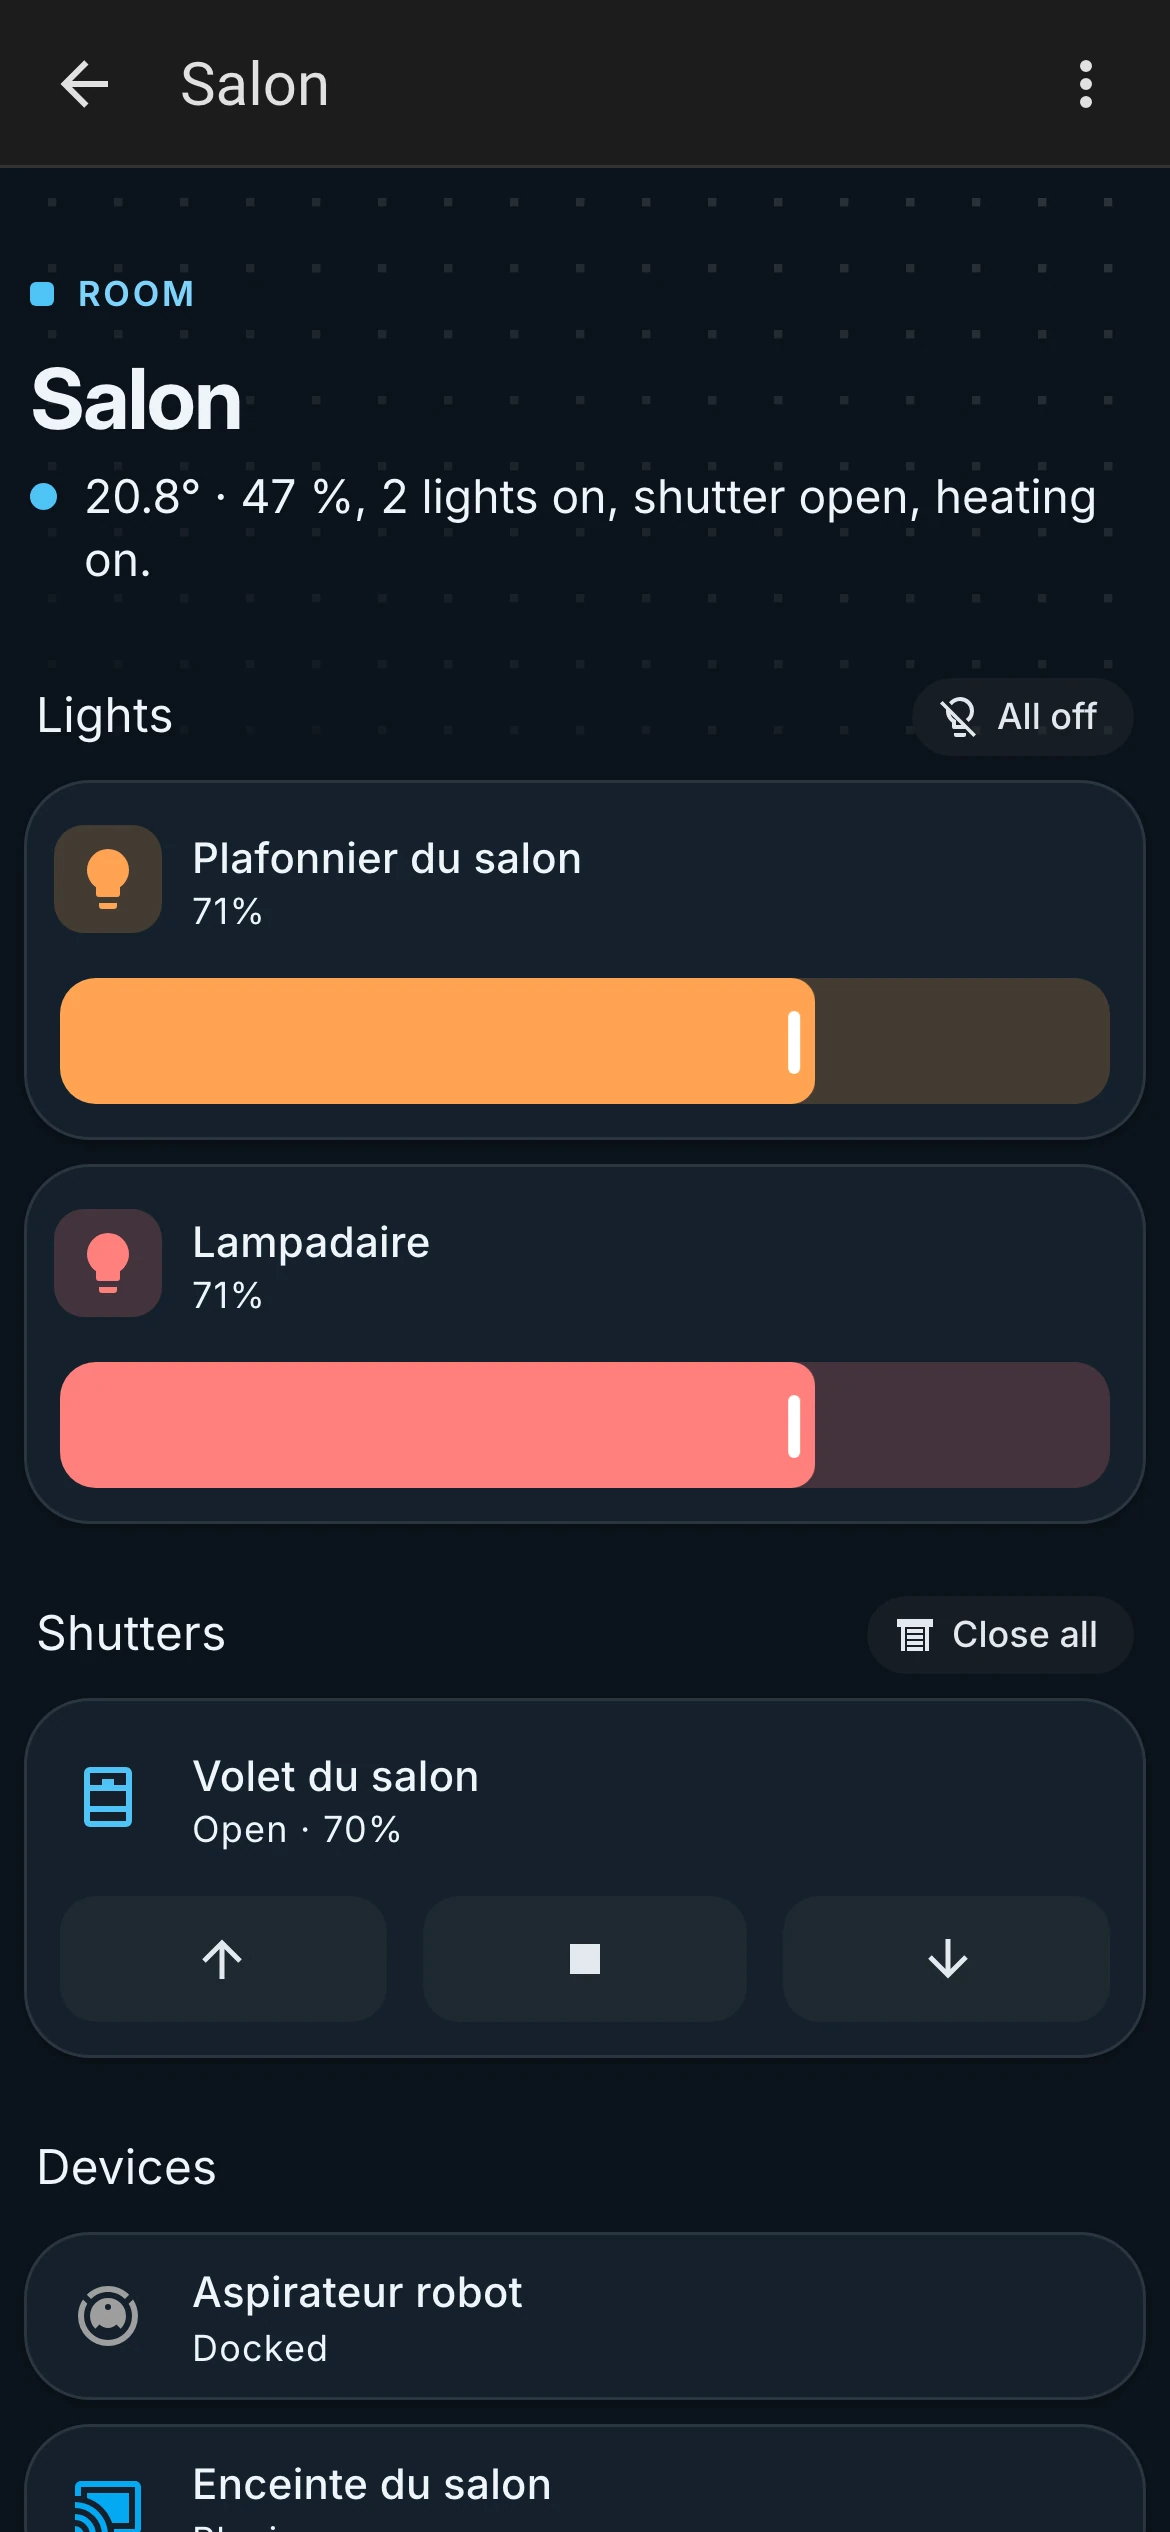 Salon
ROOM
Salon
20.8° · 47 %, 2 lights on, shutter open, heating
on.
Lights
All off
Plafonnier du salon
71%
Lampadaire
71%
Shutters
Close all
Volet du salon
Open · 70%
Devices
Aspirateur robot
Docked
Enceinte du salon